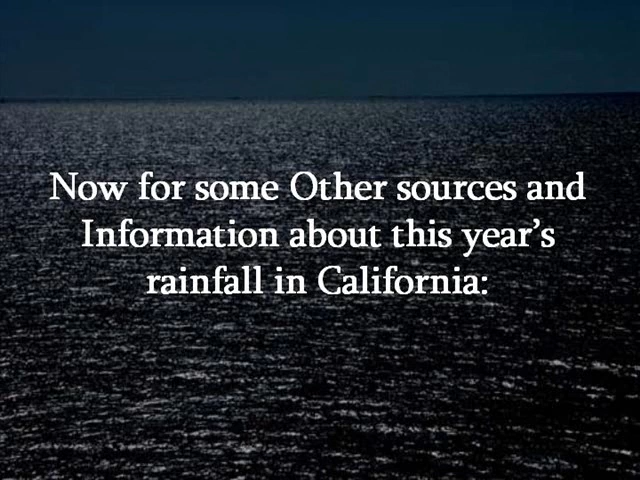 Now for some Other sources and
Information about this year’s
rainfall in California: